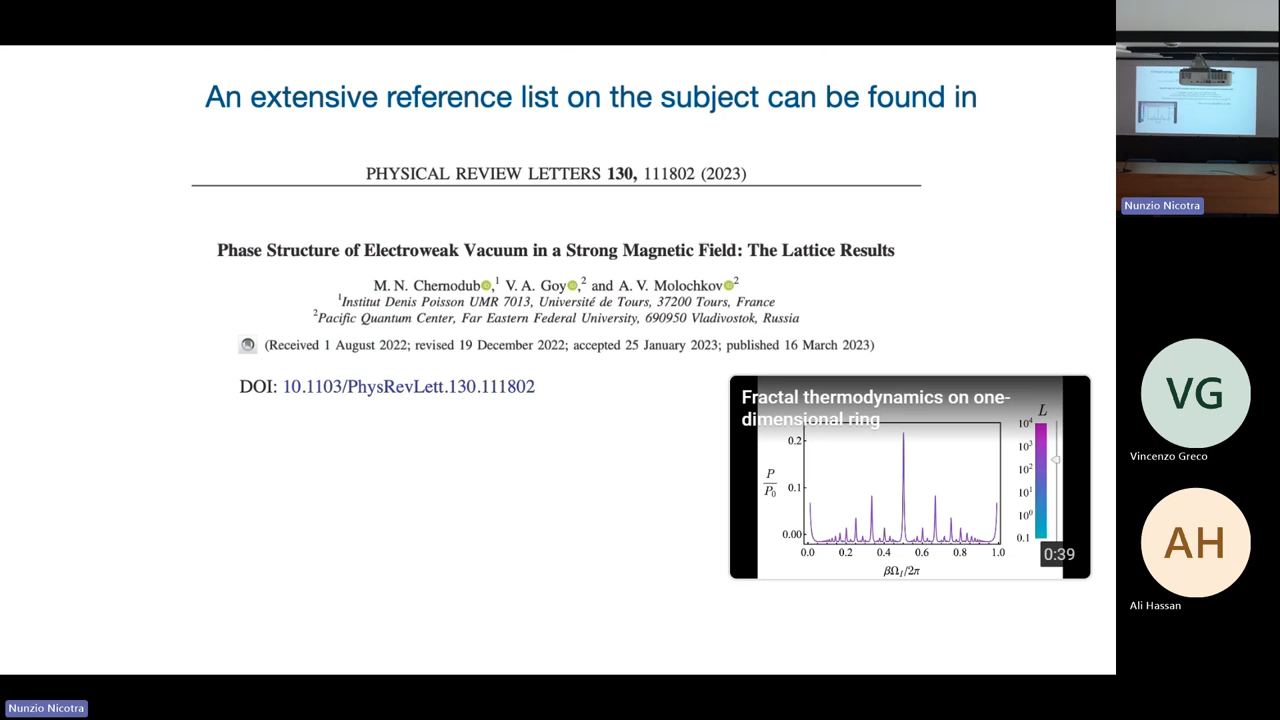 An extensive reference list on the subject can be found in
PHYSICAL REVIEW LETTERS 130, 111802 (2023)
Phase Structure of Electroweak Vacuum in a Strong Magnetic Field: The Lattice Results
M. N. Chernodub,¹ V. A. Goy,² and A. V. Molochkov²
¹Institut Denis Poisson UMR 7013, Université de Tours, 37200 Tours, France
²Pacific Quantum Center, Far Eastern Federal University, 690950 Vladivostok, Russia
(Received 1 August 2022; revised 19 December 2022; accepted 25 January 2023; published 16 March 2023)
DOI: 10.1103/PhysRevLett.130.111802
Fractal thermodynamics on one-
dimensional ring
L
10⁴
10³
10²
10¹
10⁰
0.1
P
P₀
0.2
0.1
0.00
0.0 0.2 0.4 0.6 0.8 1.0
βΩ_I/2π
0:39
Nunzio Nicotra
VG
Vincenzo Greco
AH
Ali Hassan
Nunzio Nicotra